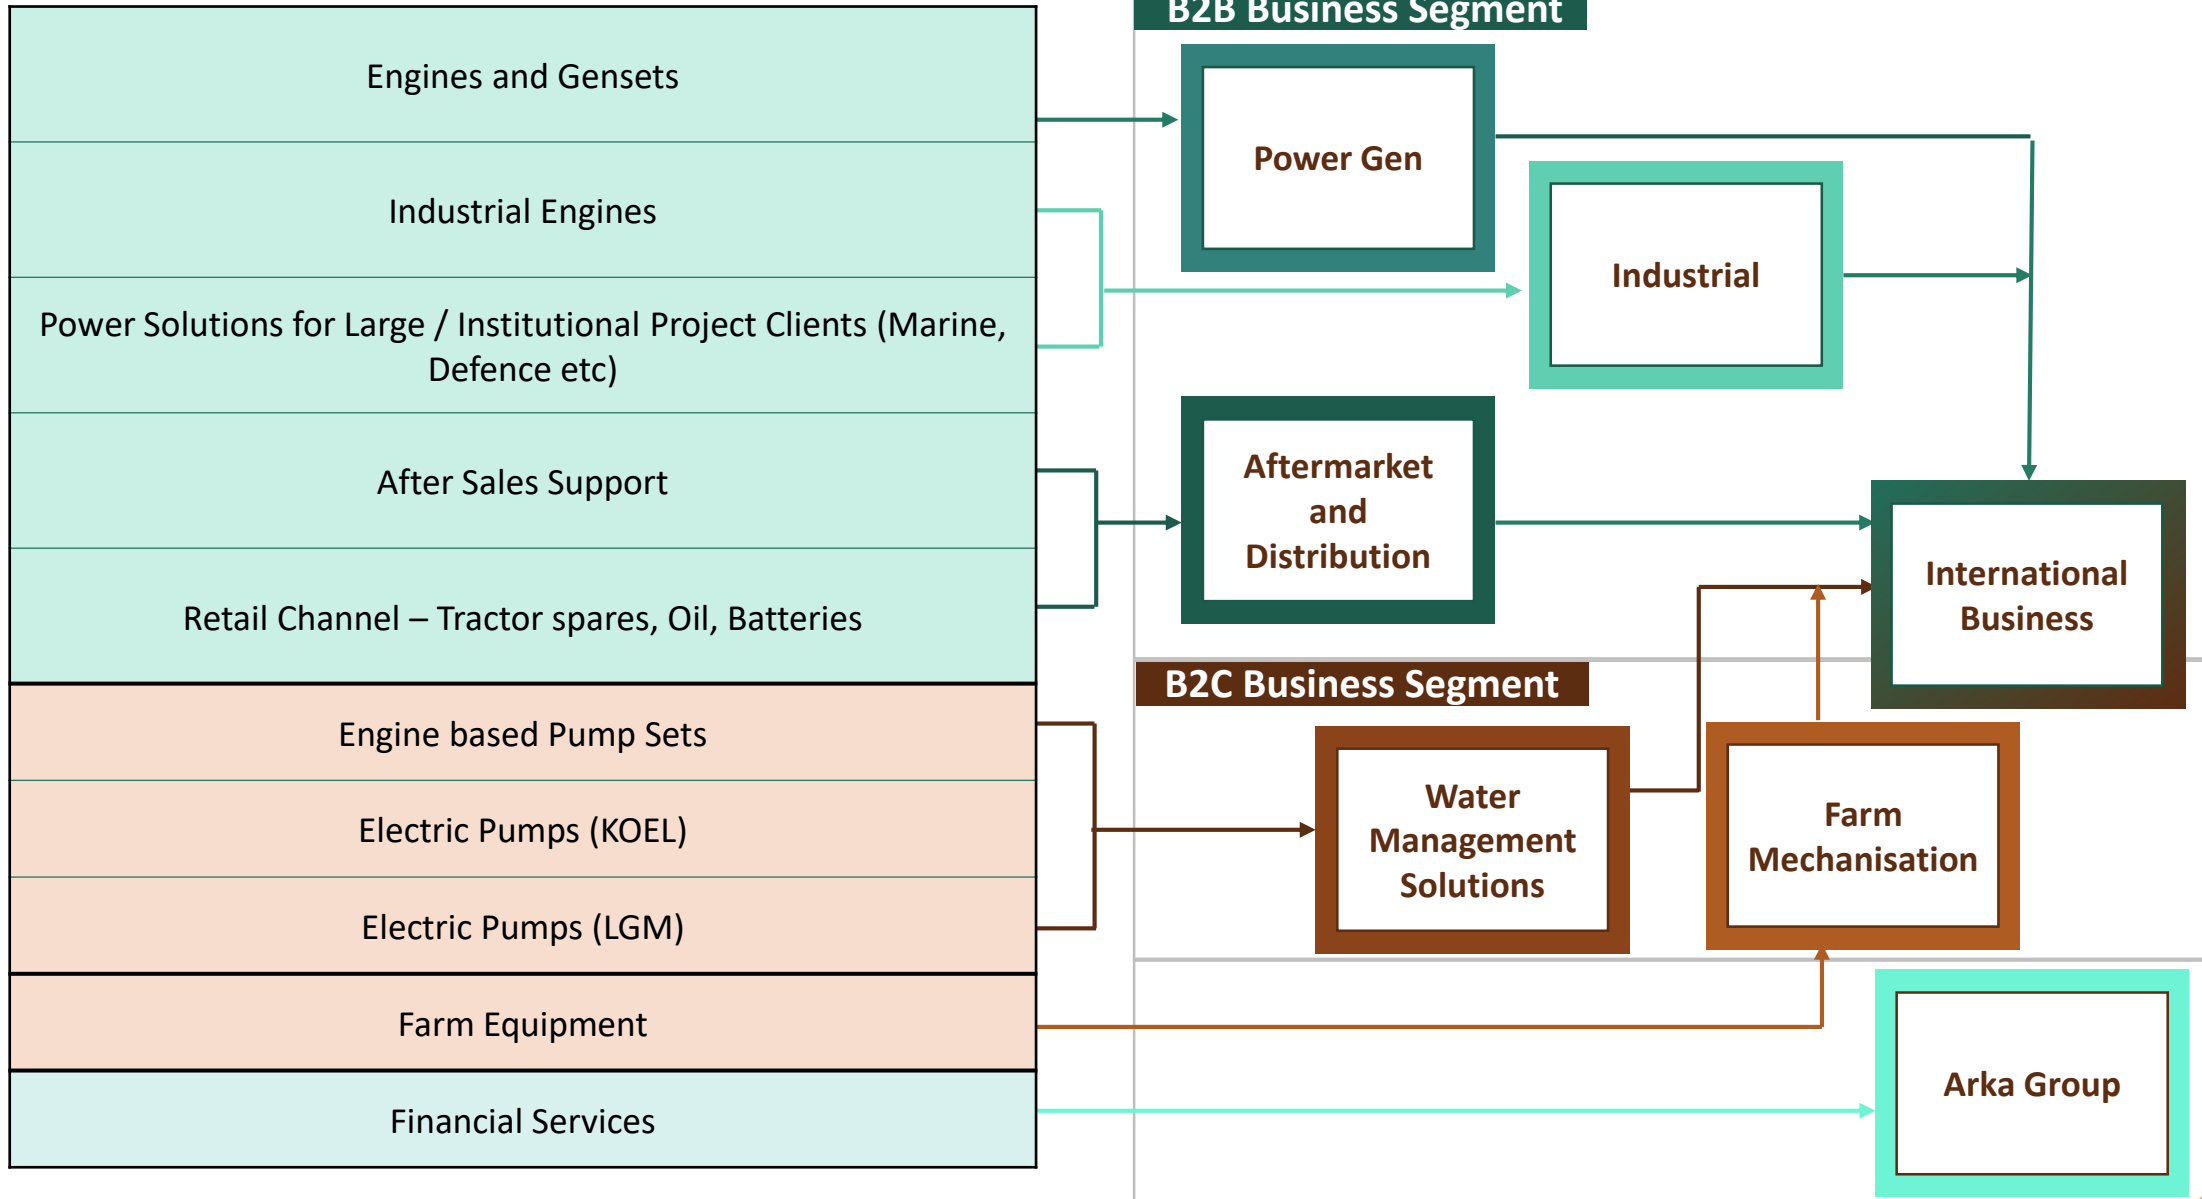 B2B Business Segment
Engines and Gensets
Industrial Engines
Power Solutions for Large / Institutional Project Clients (Marine,
Defence etc)
After Sales Support
Retail Channel – Tractor spares, Oil, Batteries
Engine based Pump Sets
Electric Pumps (KOEL)
Electric Pumps (LGM)
Farm Equipment
Financial Services
Power Gen
Industrial
Aftermarket
and
Distribution
International
Business
B2C Business Segment
Water
Management
Solutions
Farm
Mechanisation
Arka Group